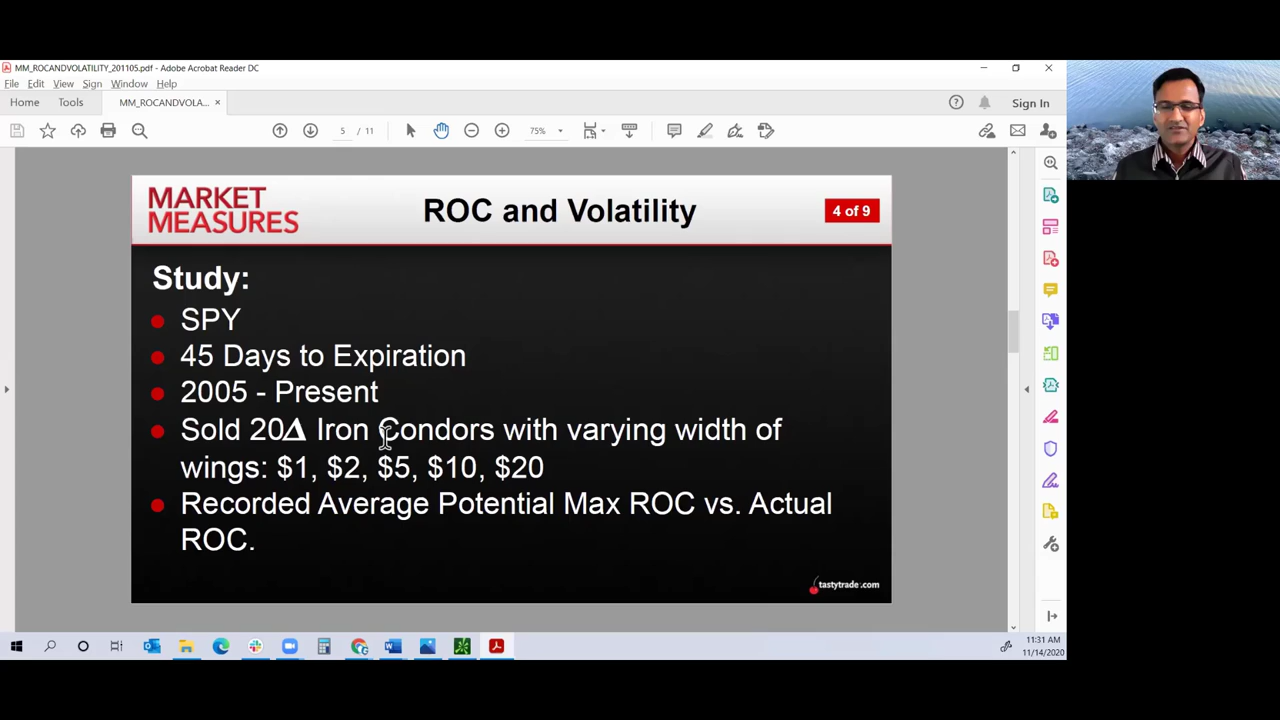 MM_ROCANDVOLATILITY_201105.pdf - Adobe Acrobat Reader DC
File Edit View Sign Window Help
Home Tools MM_ROCANDVOLA... × Sign In
5 / 11 75%
MARKET
MEASURES
ROC and Volatility
4 of 9
Study:
SPY
45 Days to Expiration
2005 - Present
Sold 20Δ Iron Condors with varying width of
wings: $1, $2, $5, $10, $20
Recorded Average Potential Max ROC vs. Actual
ROC.
tastytrade.com
11:31 AM
11/14/2020